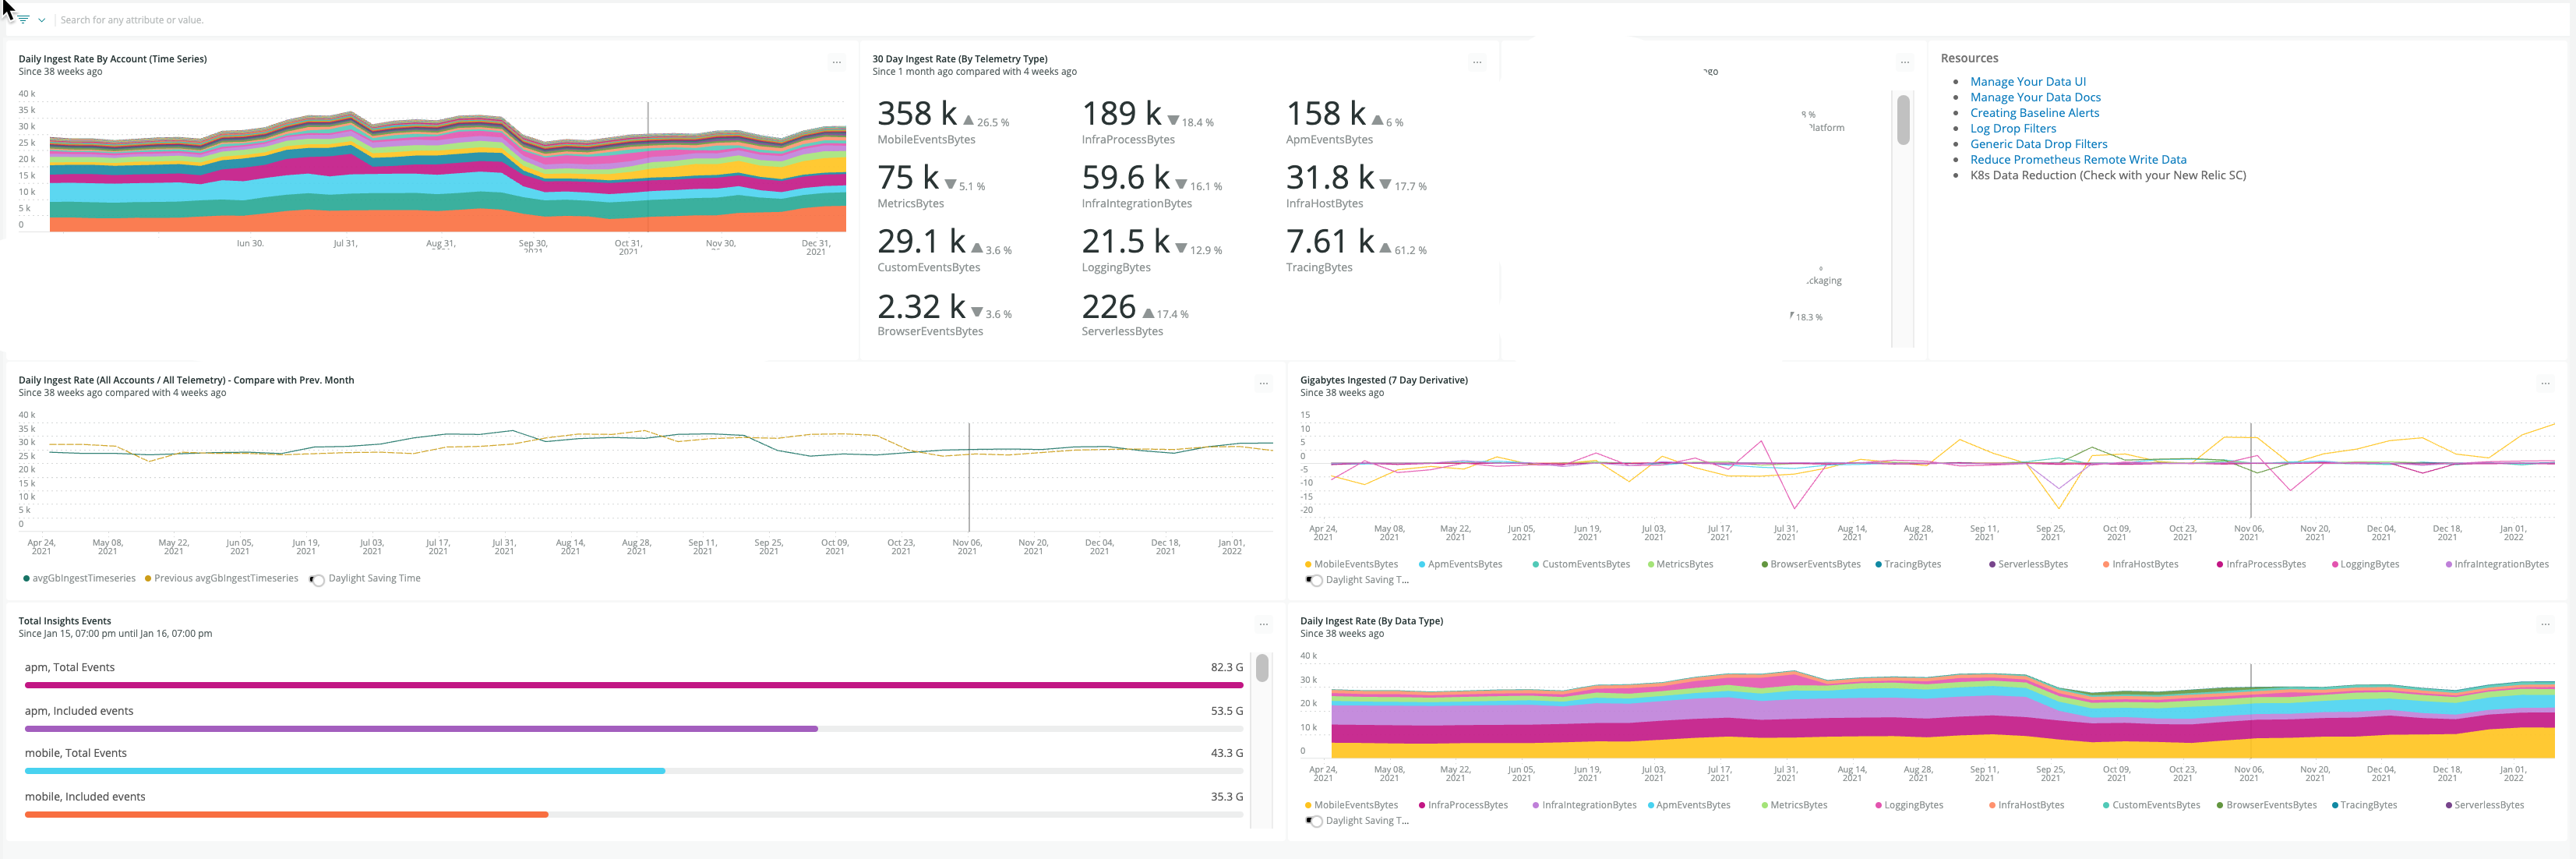 Search for any attribute or value.
Daily Ingest Rate By Account (Time Series)
Since 38 weeks ago
40 k
35 k
30 k
25 k
20 k
15 k
10 k
5 k
0
Jul 31,
Aug 31,
Sep 30,
Oct 31,
2021
Nov 30,
Dec 31,
2021
30 Day Ingest Rate (By Telemetry Type)
Since 1 month ago compared with 4 weeks ago
358 k ▲ 26.5 %
MobileEventsBytes
189 k ▼ 18.4 %
InfraProcessBytes
158 k ▲ 6 %
ApmEventsBytes
75 k ▼ 5.1 %
MetricsBytes
59.6 k ▼ 16.1 %
InfraIntegrationBytes
31.8 k ▼ 17.7 %
InfraHostBytes
29.1 k ▲ 3.6 %
CustomEventsBytes
21.5 k ▼ 12.9 %
LoggingBytes
7.61 k ▲ 61.2 %
TracingBytes
2.32 k ▼ 3.6 %
BrowserEventsBytes
226 ▲ 17.4 %
ServerlessBytes
18.3 %
Resources
Manage Your Data UI
Manage Your Data Docs
Creating Baseline Alerts
Log Drop Filters
Generic Data Drop Filters
Reduce Prometheus Remote Write Data
K8s Data Reduction (Check with your New Relic SC)
Daily Ingest Rate (All Accounts / All Telemetry) - Compare with Prev. Month
Since 38 weeks ago compared with 4 weeks ago
40 k
35 k
30 k
25 k
20 k
15 k
10 k
5 k
0
Apr 24, 2021
May 08, 2021
May 22, 2021
Jun 05, 2021
Jun 19, 2021
Jul 03, 2021
Jul 17, 2021
Jul 31, 2021
Aug 14, 2021
Aug 28, 2021
Sep 11, 2021
Sep 25, 2021
Oct 09, 2021
Oct 23, 2021
Nov 06, 2021
Nov 20, 2021
Dec 04, 2021
Dec 18, 2021
Jan 01, 2022
avgGbIngestTimeseries
Previous avgGbIngestTimeseries
Daylight Saving Time
Gigabytes Ingested (7 Day Derivative)
Since 38 weeks ago
15
10
5
0
-5
-10
-15
-20
Apr 24, 2021
May 08, 2021
May 22, 2021
Jun 05, 2021
Jun 19, 2021
Jul 03, 2021
Jul 17, 2021
Jul 31, 2021
Aug 14, 2021
Aug 28, 2021
Sep 11, 2021
Sep 25, 2021
Oct 09, 2021
Oct 23, 2021
Nov 06, 2021
Nov 20, 2021
Dec 04, 2021
Dec 18, 2021
Jan 01, 2022
MobileEventsBytes
ApmEventsBytes
CustomEventsBytes
MetricsBytes
BrowserEventsBytes
TracingBytes
ServerlessBytes
InfraHostBytes
InfraProcessBytes
LoggingBytes
InfraIntegrationBytes
Daylight Saving T...
Total Insights Events
Since Jan 15, 07:00 pm until Jan 16, 07:00 pm
apm, Total Events 82.3 G
apm, Included events 53.5 G
mobile, Total Events 43.3 G
mobile, Included events 35.3 G
Daily Ingest Rate (By Data Type)
Since 38 weeks ago
40 k
30 k
20 k
10 k
0
Apr 24, 2021
May 08, 2021
May 22, 2021
Jun 05, 2021
Jun 19, 2021
Jul 03, 2021
Jul 17, 2021
Jul 31, 2021
Aug 14, 2021
Aug 28, 2021
Sep 11, 2021
Sep 25, 2021
Oct 09, 2021
Oct 23, 2021
Nov 06, 2021
Nov 20, 2021
Dec 04, 2021
Dec 18, 2021
Jan 01, 2022
MobileEventsBytes
InfraProcessBytes
InfraIntegrationBytes
ApmEventsBytes
MetricsBytes
LoggingBytes
InfraHostBytes
CustomEventsBytes
BrowserEventsBytes
TracingBytes
ServerlessBytes
Daylight Saving T...